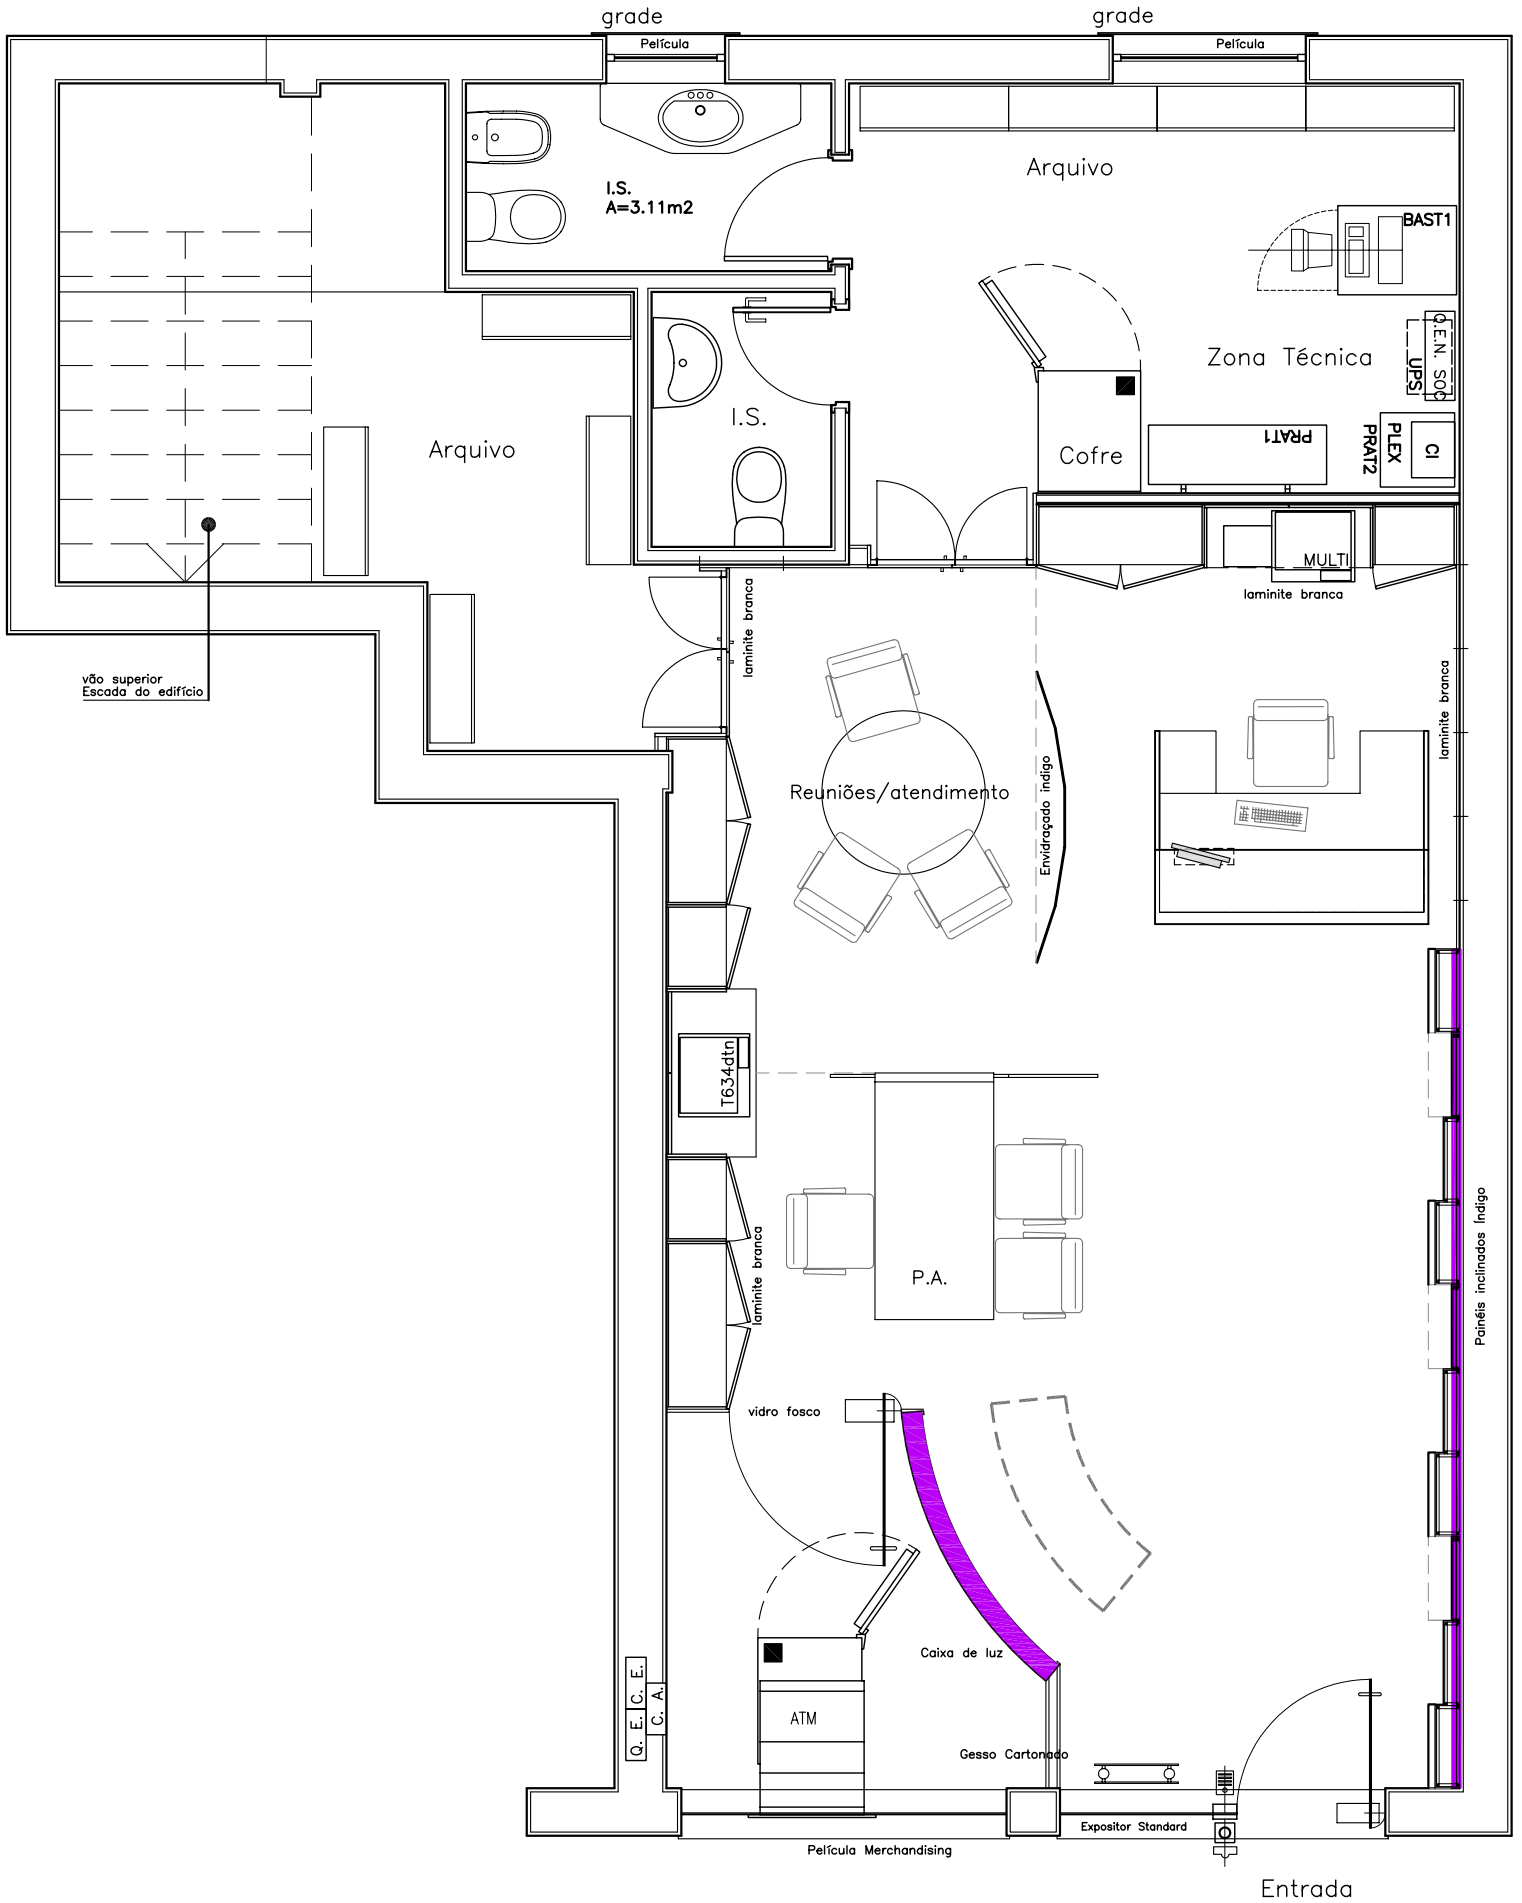 grade
grade
Película
Película
Arquivo
I.S.
A=3.11m2
BAST1
Q.E.N. SOC
UPS
Zona Técnica
I.S.
Arquivo
Cofre
PRAT1
PLEX
PRAT2
CI
MULTI
laminite branca
laminite branca
laminite branca
vão superior
Escada do edifício
Reuniões/atendimento
Envidraçado indigo
T634dtn
Painéis inclinados Índigo
laminite branca
P.A.
vidro fosco
Caixa de luz
C. E.
Q. E.
C. A.
ATM
Gesso Cartonado
Expositor Standard
Película Merchandising
Entrada